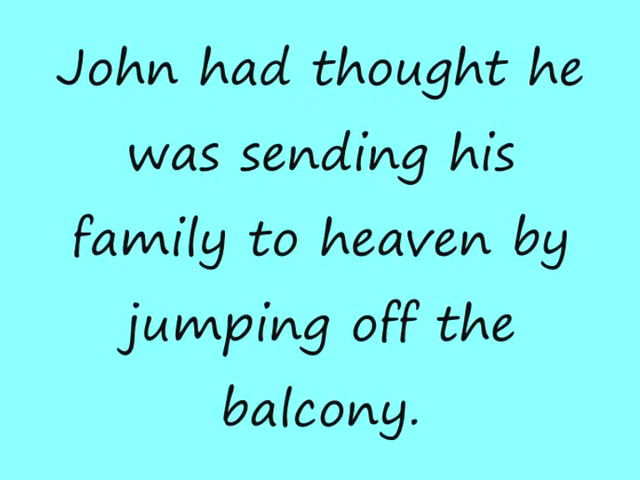 John had thought he
was sending his
family to heaven by
jumping off the
balcony.